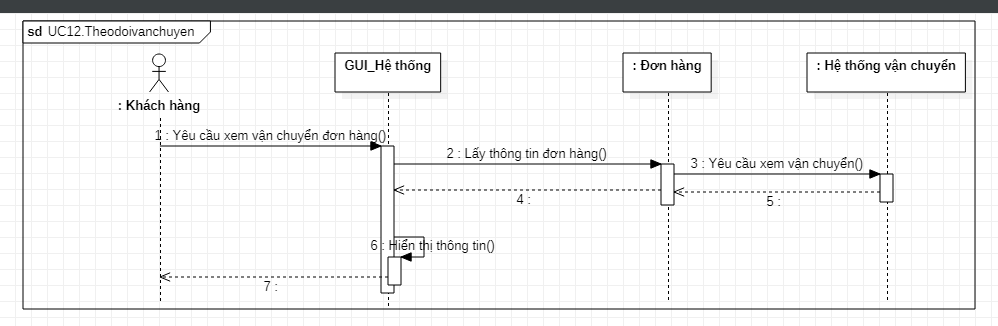 sd UC12.Theodoivanchuyen
GUI_Hệ thống
: Đơn hàng
: Hệ thống vận chuyển
: Khách hàng
1 : Yêu cầu xem vận chuyển đơn hàng()
2 : Lấy thông tin đơn hàng()
3 : Yêu cầu xem vận chuyển()
4 :
5 :
6 : Hiển thị thông tin()
7 :